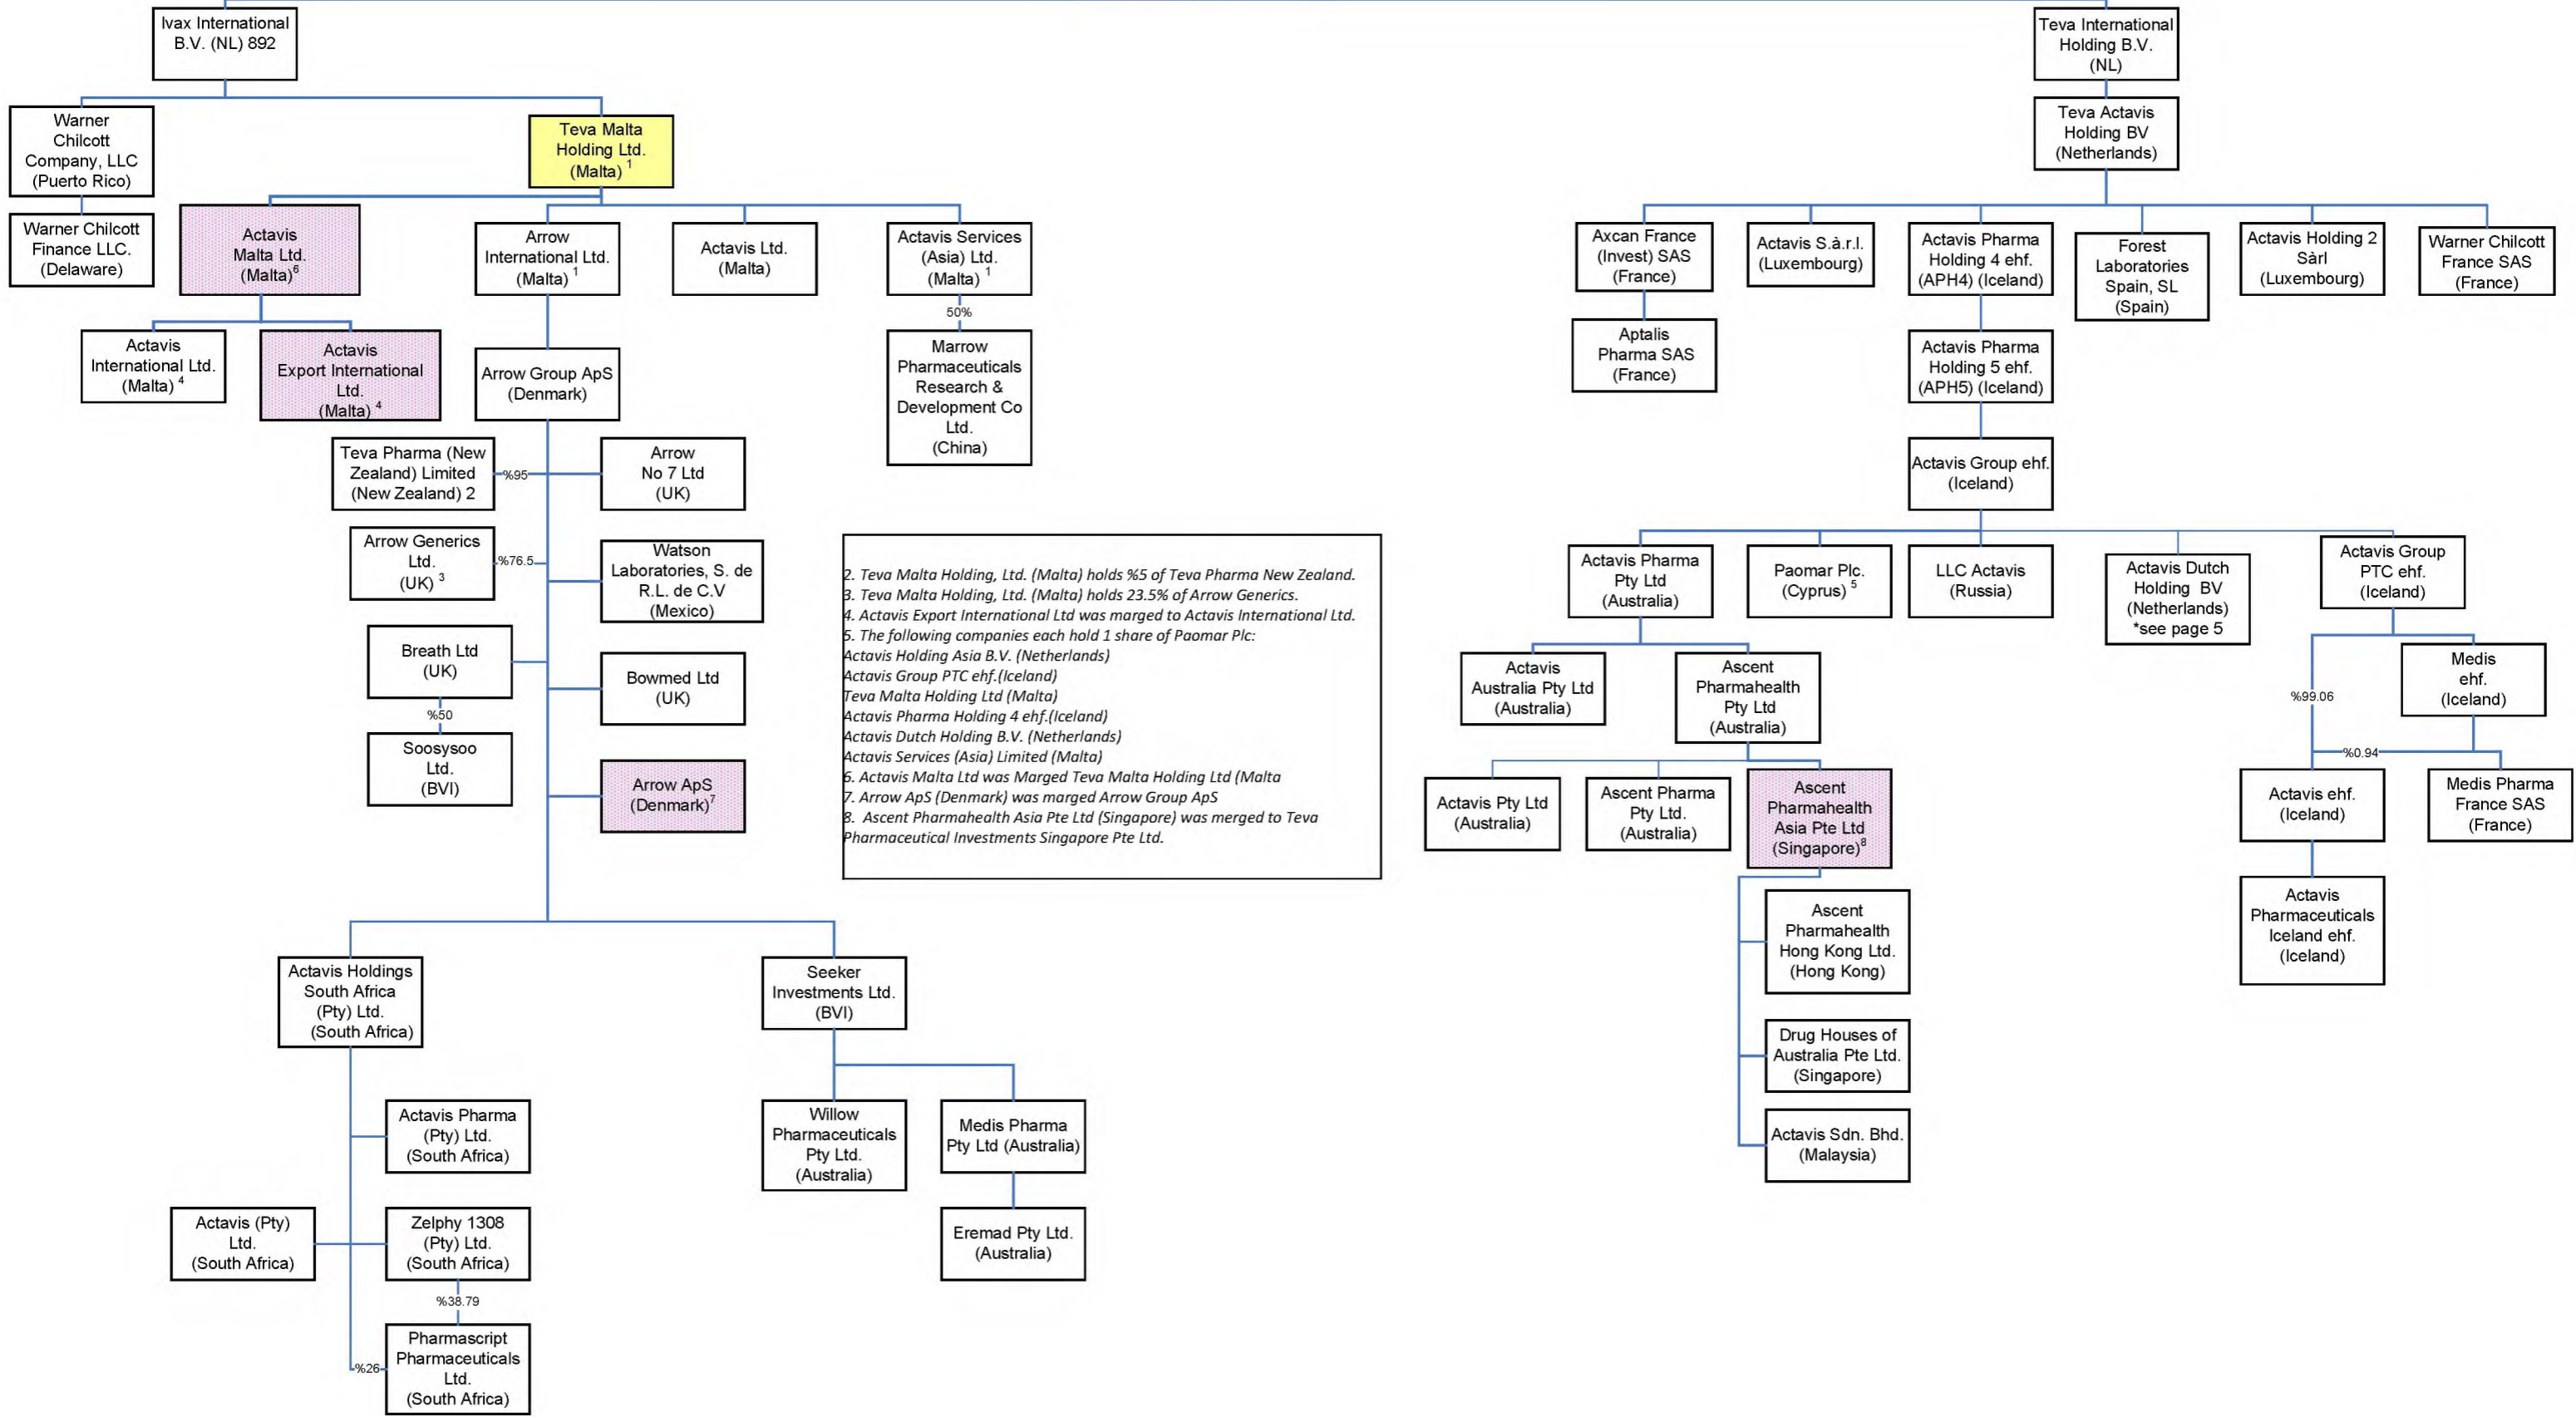 Ivax International
B.V. (NL) 892
Teva International
Holding B.V.
(NL)
Teva Actavis
Holding BV
(Netherlands)
Warner
Chilcott
Company, LLC
(Puerto Rico)
Teva Malta
Holding Ltd.
(Malta) 1
Warner Chilcott
Finance LLC.
(Delaware)
Actavis
Malta Ltd.
(Malta)6
Arrow
International Ltd.
(Malta) 1
Actavis Ltd.
(Malta)
Actavis Services
(Asia) Ltd.
(Malta) 1
50%
Marrow
Pharmaceuticals
Research &
Development Co
Ltd.
(China)
Actavis
International Ltd.
(Malta) 4
Actavis
Export International
Ltd.
(Malta) 4
Arrow Group ApS
(Denmark)
Teva Pharma (New
Zealand) Limited
(New Zealand) 2
%95
Arrow
No 7 Ltd
(UK)
Arrow Generics
Ltd.
(UK) 3
%76.5
Watson
Laboratories, S. de
R.L. de C.V
(Mexico)
Breath Ltd
(UK)
%50
Soosysoo
Ltd.
(BVI)
Bowmed Ltd
(UK)
Arrow ApS
(Denmark)7
2. Teva Malta Holding, Ltd. (Malta) holds %5 of Teva Pharma New Zealand.
3. Teva Malta Holding, Ltd. (Malta) holds 23.5% of Arrow Generics.
4. Actavis Export International Ltd was marged to Actavis International Ltd.
5. The following companies each hold 1 share of Paomar Plc:
Actavis Holding Asia B.V. (Netherlands)
Actavis Group PTC ehf.(Iceland)
Teva Malta Holding Ltd (Malta)
Actavis Pharma Holding 4 ehf.(Iceland)
Actavis Dutch Holding B.V. (Netherlands)
Actavis Services (Asia) Limited (Malta)
6. Actavis Malta Ltd was Marged Teva Malta Holding Ltd (Malta
7. Arrow ApS (Denmark) was marged Arrow Group ApS
8. Ascent Pharmahealth Asia Pte Ltd (Singapore) was merged to Teva
Pharmaceutical Investments Singapore Pte Ltd.
Actavis Holdings
South Africa
(Pty) Ltd.
(South Africa)
Seeker
Investments Ltd.
(BVI)
Actavis Pharma
(Pty) Ltd.
(South Africa)
Actavis (Pty)
Ltd.
(South Africa)
Zelphy 1308
(Pty) Ltd.
(South Africa)
%38.79
%26
Pharmascript
Pharmaceuticals
Ltd.
(South Africa)
Willow
Pharmaceuticals
Pty Ltd.
(Australia)
Medis Pharma
Pty Ltd (Australia)
Eremad Pty Ltd.
(Australia)
Axcan France
(Invest) SAS
(France)
Actavis S.à.r.l.
(Luxembourg)
Actavis Pharma
Holding 4 ehf.
(APH4) (Iceland)
Forest
Laboratories
Spain, SL
(Spain)
Actavis Holding 2
Sàrl
(Luxembourg)
Warner Chilcott
France SAS
(France)
Aptalis
Pharma SAS
(France)
Actavis Pharma
Holding 5 ehf.
(APH5) (Iceland)
Actavis Group ehf.
(Iceland)
Actavis Pharma
Pty Ltd
(Australia)
Paomar Plc.
(Cyprus) 5
LLC Actavis
(Russia)
Actavis Dutch
Holding BV
(Netherlands)
*see page 5
Actavis Group
PTC ehf.
(Iceland)
Actavis
Australia Pty Ltd
(Australia)
Ascent
Pharmahealth
Pty Ltd
(Australia)
Medis
ehf.
(Iceland)
%99.06
%0.94
Actavis Pty Ltd
(Australia)
Ascent Pharma
Pty Ltd.
(Australia)
Ascent
Pharmahealth
Asia Pte Ltd
(Singapore)8
Actavis ehf.
(Iceland)
Medis Pharma
France SAS
(France)
Ascent
Pharmahealth
Hong Kong Ltd.
(Hong Kong)
Actavis
Pharmaceuticals
Iceland ehf.
(Iceland)
Drug Houses of
Australia Pte Ltd.
(Singapore)
Actavis Sdn. Bhd.
(Malaysia)